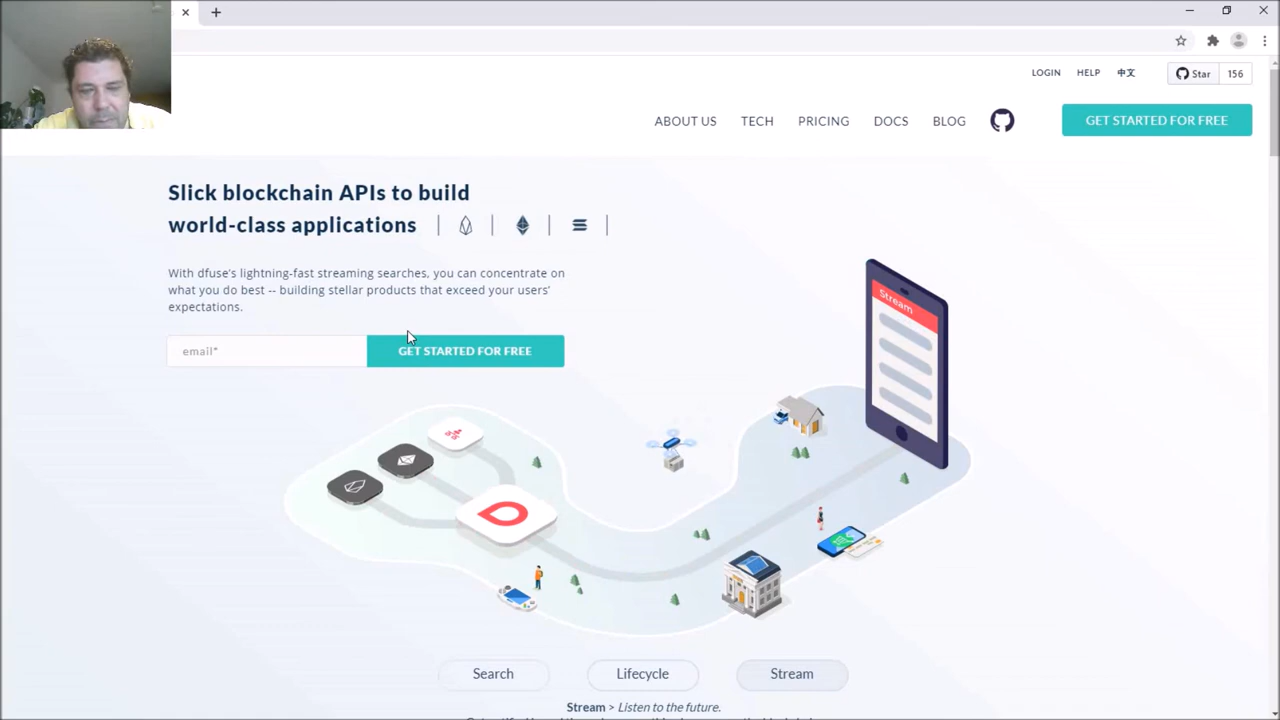 LOGIN HELP 中文 Star 156
ABOUT US TECH PRICING DOCS BLOG GET STARTED FOR FREE
Slick blockchain APIs to build
world-class applications
With dfuse's lightning-fast streaming searches, you can concentrate on
what you do best -- building stellar products that exceed your users'
expectations.
email* GET STARTED FOR FREE
Stream
Search Lifecycle Stream
Stream > Listen to the future.